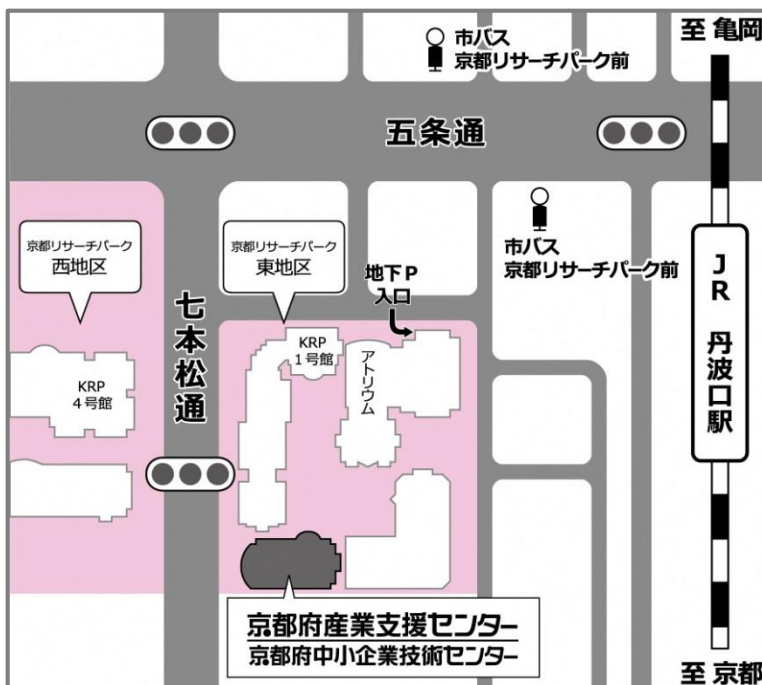 至 亀岡
市バス
京都リサーチパーク前
五条通
京都リサーチパーク
西地区
京都リサーチパーク
東地区
市バス
京都リサーチパーク前
地下 P
入口
JR 丹波口駅
七本松通
KRP
1号館
アトリウム
KRP
4号館
京都府産業支援センター
京都府中小企業技術センター
至 京都